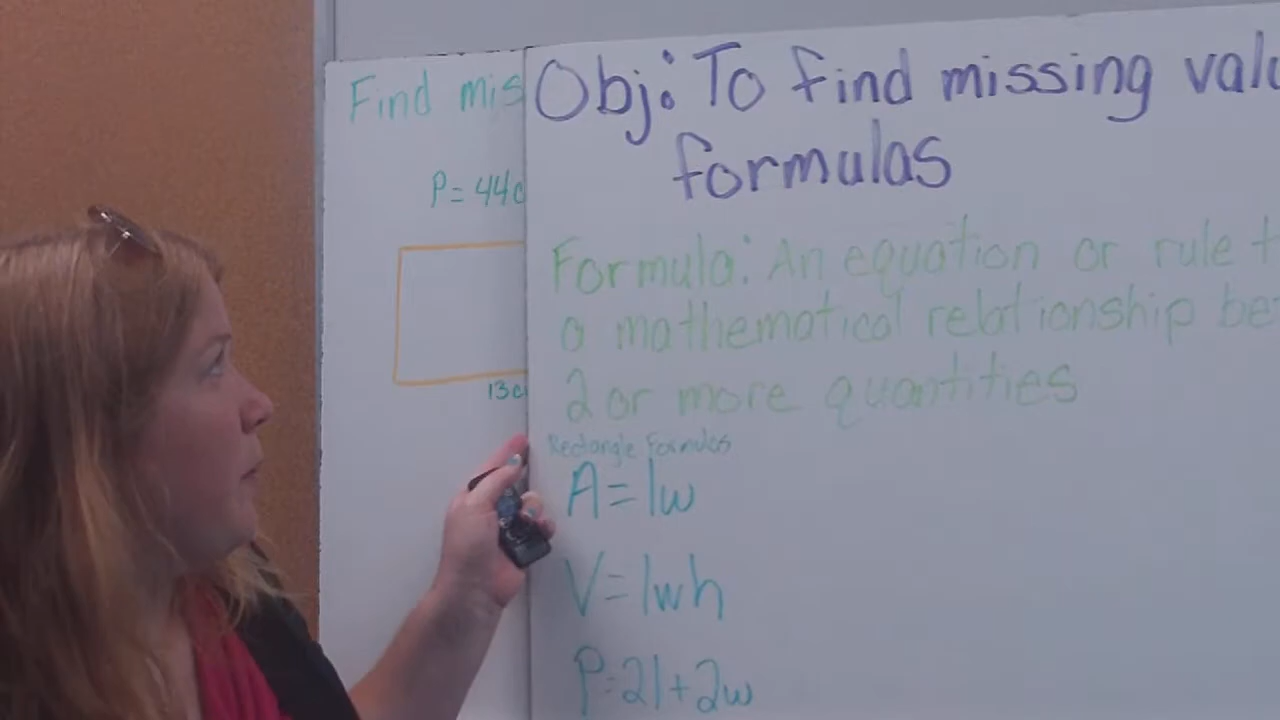 Find mis
P = 44c
13c
Obj: To find missing valu
formulas
Formula: An equation or rule t
a mathematical relationship be
2 or more quantities
Rectangle Formulas
A = lw
V = lwh
P = 2l + 2w